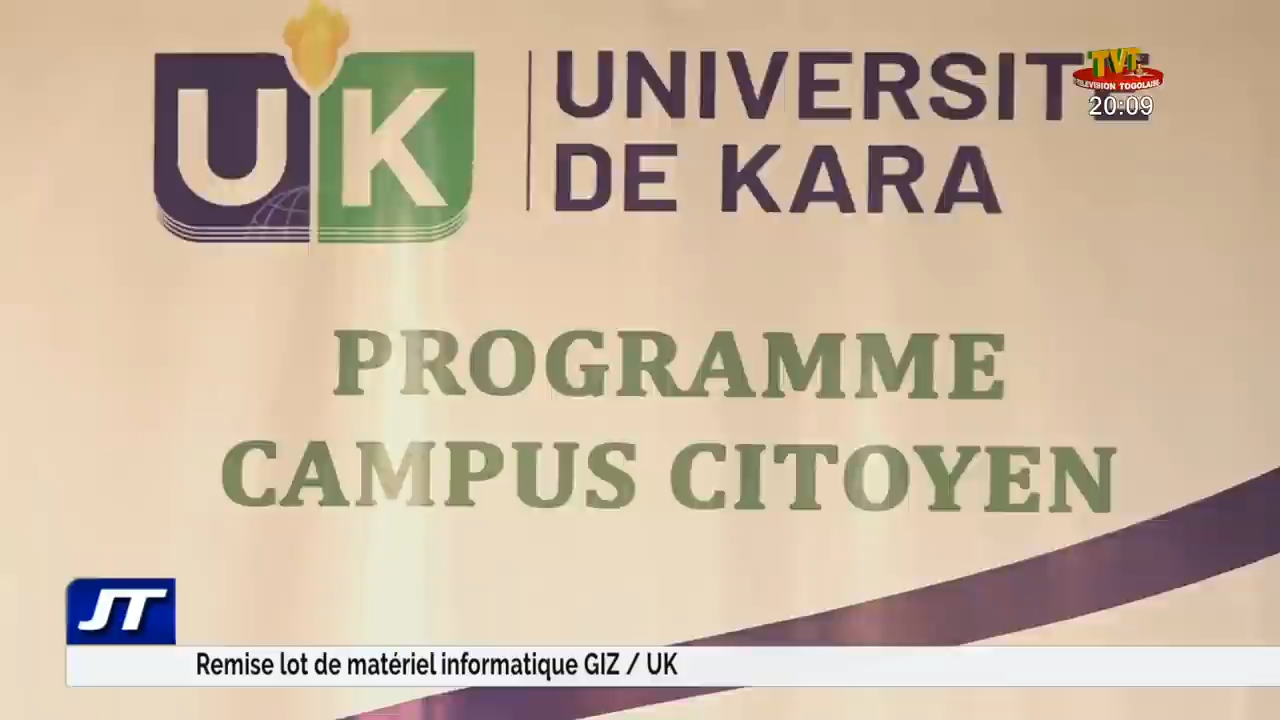 UK
UNIVERSITÉ
DE KARA
TVT
TELEVISION TOGOLAISE
20:09
PROGRAMME
CAMPUS CITOYEN
JT
Remise lot de matériel informatique GIZ / UK